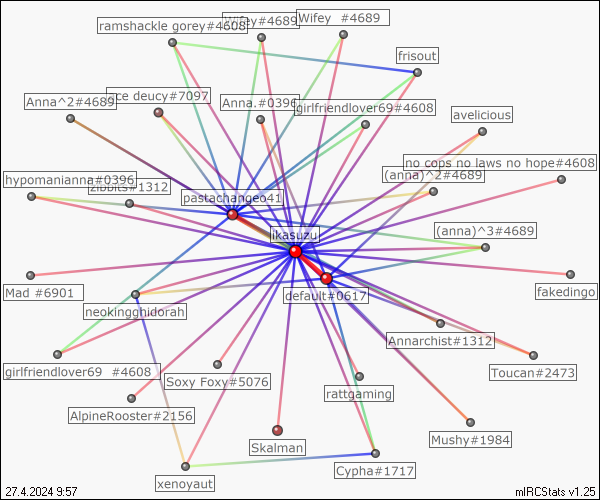 ramshackle gorey#4608
Wifey#4689
Wifey  #4689
frisout
Anna^2#4689
ce deucy#7097
Anna.#0396
girlfriendlover69#4608
avelicious
no cops no laws no hope#4608
hypomanianna#0396
zibbits#1312
pastachangeo41
(anna)^2#4689
likasuzu
(anna)^3#4689
Mad #6901
default#0617
fakedingo
neokingghidorah
Annarchist#1312
girlfriendlover69  #4608
Soxy Foxy#5076
rattgaming
Toucan#2473
AlpineRooster#2156
Skalman
Mushy#1984
Cypha#1717
xenoyaut
27.4.2024 9:57
mIRCStats v1.25